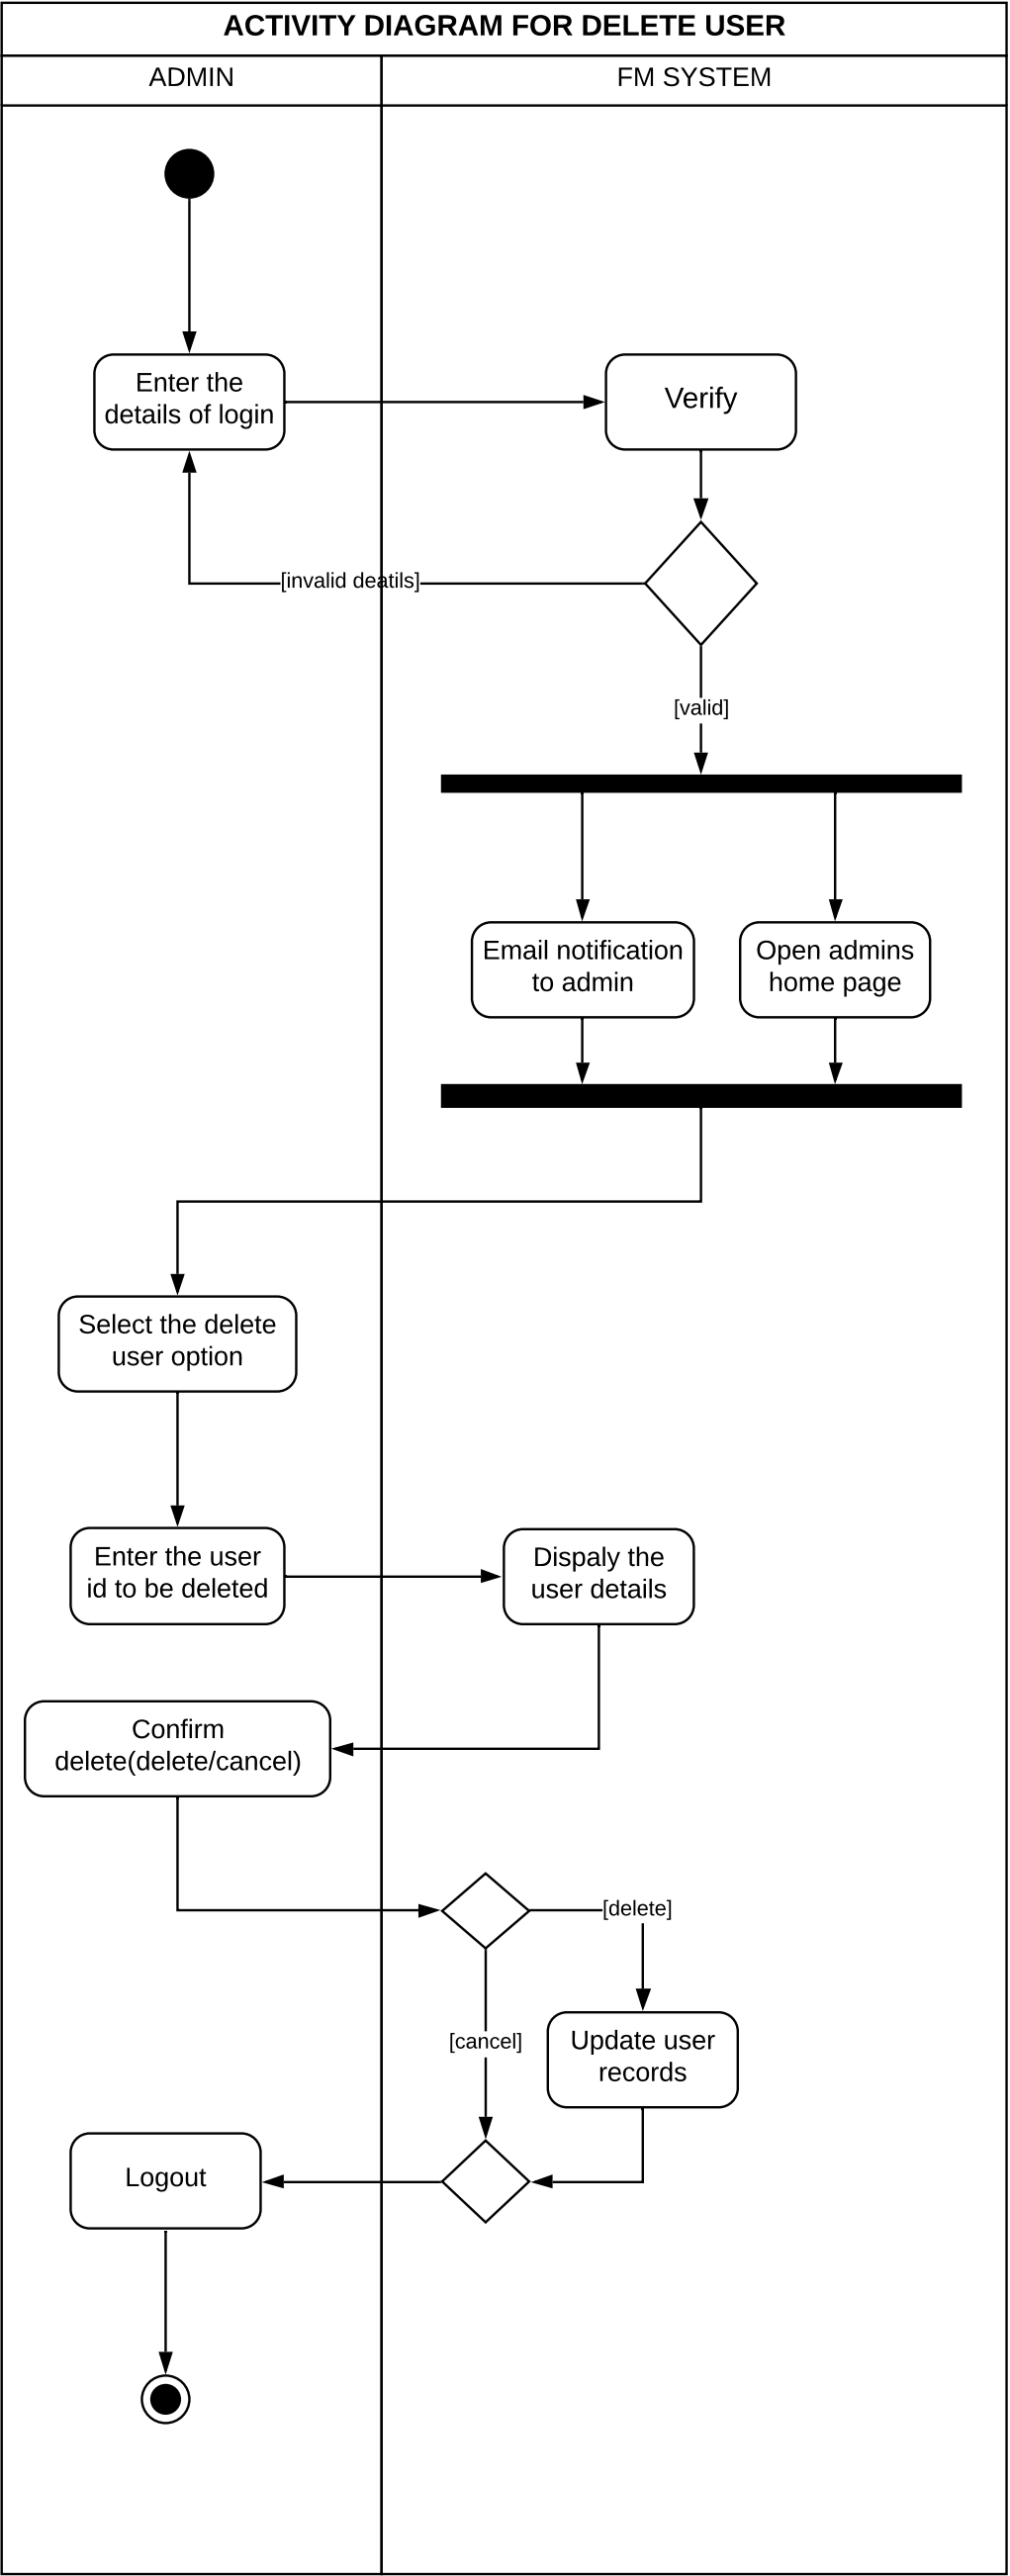 ACTIVITY DIAGRAM FOR DELETE USER
ADMIN
FM SYSTEM
Enter the
details of login
Verify
[invalid deatils]
[valid]
Email notification
to admin
Open admins
home page
Select the delete
user option
Enter the user
id to be deleted
Dispaly the
user details
Confirm
delete(delete/cancel)
[delete]
[cancel]
Update user
records
Logout